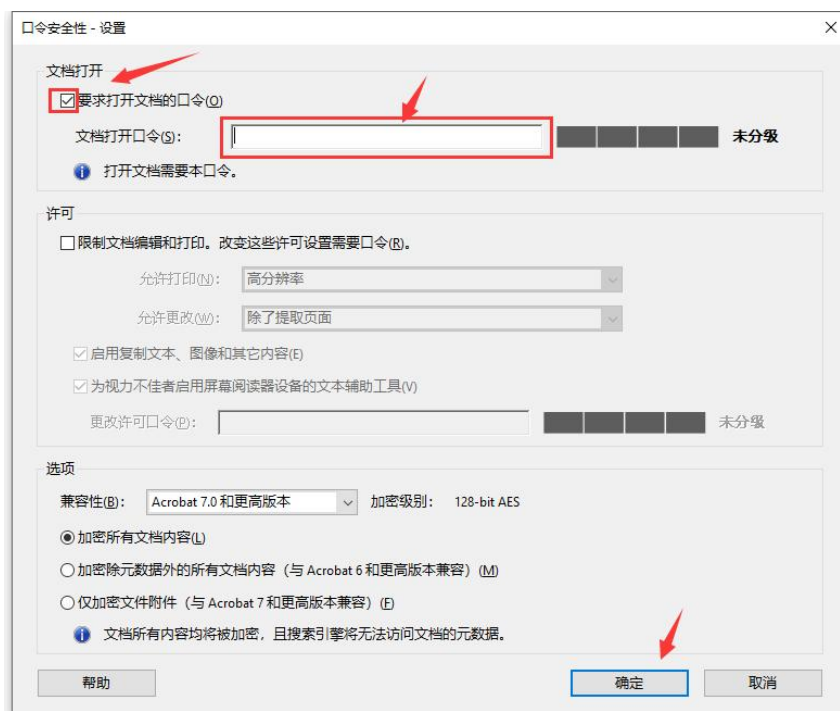 口令安全性 - 设置
文档打开
要求打开文档的口令(O)
文档打开口令(S): 未分级
打开文档需要本口令。
许可
限制文档编辑和打印。改变这些许可设置需要口令(R)。
允许打印(N): 高分辨率
允许更改(W): 除了提取页面
启用复制文本、图像和其它内容(E)
为视力不佳者启用屏幕阅读器设备的文本辅助工具(V)
更改许可口令(P): 未分级
选项
兼容性(B): Acrobat 7.0 和更高版本 加密级别: 128-bit AES
加密所有文档内容(L)
加密除元数据外的所有文档内容（与 Acrobat 6 和更高版本兼容）(M)
仅加密文件附件（与 Acrobat 7 和更高版本兼容）(F)
文档所有内容均将被加密，且搜索引擎将无法访问文档的元数据。
帮助 确定 取消